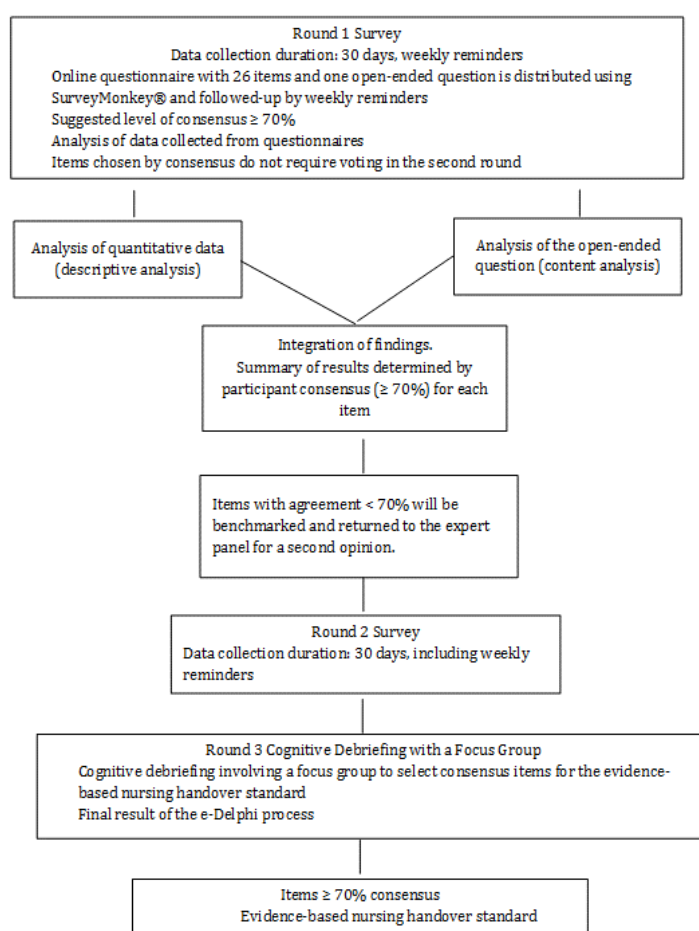 Round 1 Survey
Data collection duration: 30 days, weekly reminders
Online questionnaire with 26 items and one open-ended question is distributed using
SurveyMonkey® and followed-up by weekly reminders
Suggested level of consensus ≥ 70%
Analysis of data collected from questionnaires
Items chosen by consensus do not require voting in the second round
Analysis of quantitative data
(descriptive analysis)
Analysis of the open-ended
question (content analysis)
Integration of findings.
Summary of results determined by
participant consensus (≥ 70%) for each
item
Items with agreement < 70% will be
benchmarked and returned to the expert
panel for a second opinion.
Round 2 Survey
Data collection duration: 30 days, including weekly
reminders
Round 3 Cognitive Debriefing with a Focus Group
Cognitive debriefing involving a focus group to select consensus items for the evidence-
based nursing handover standard
Final result of the e-Delphi process
Items ≥ 70% consensus
Evidence-based nursing handover standard